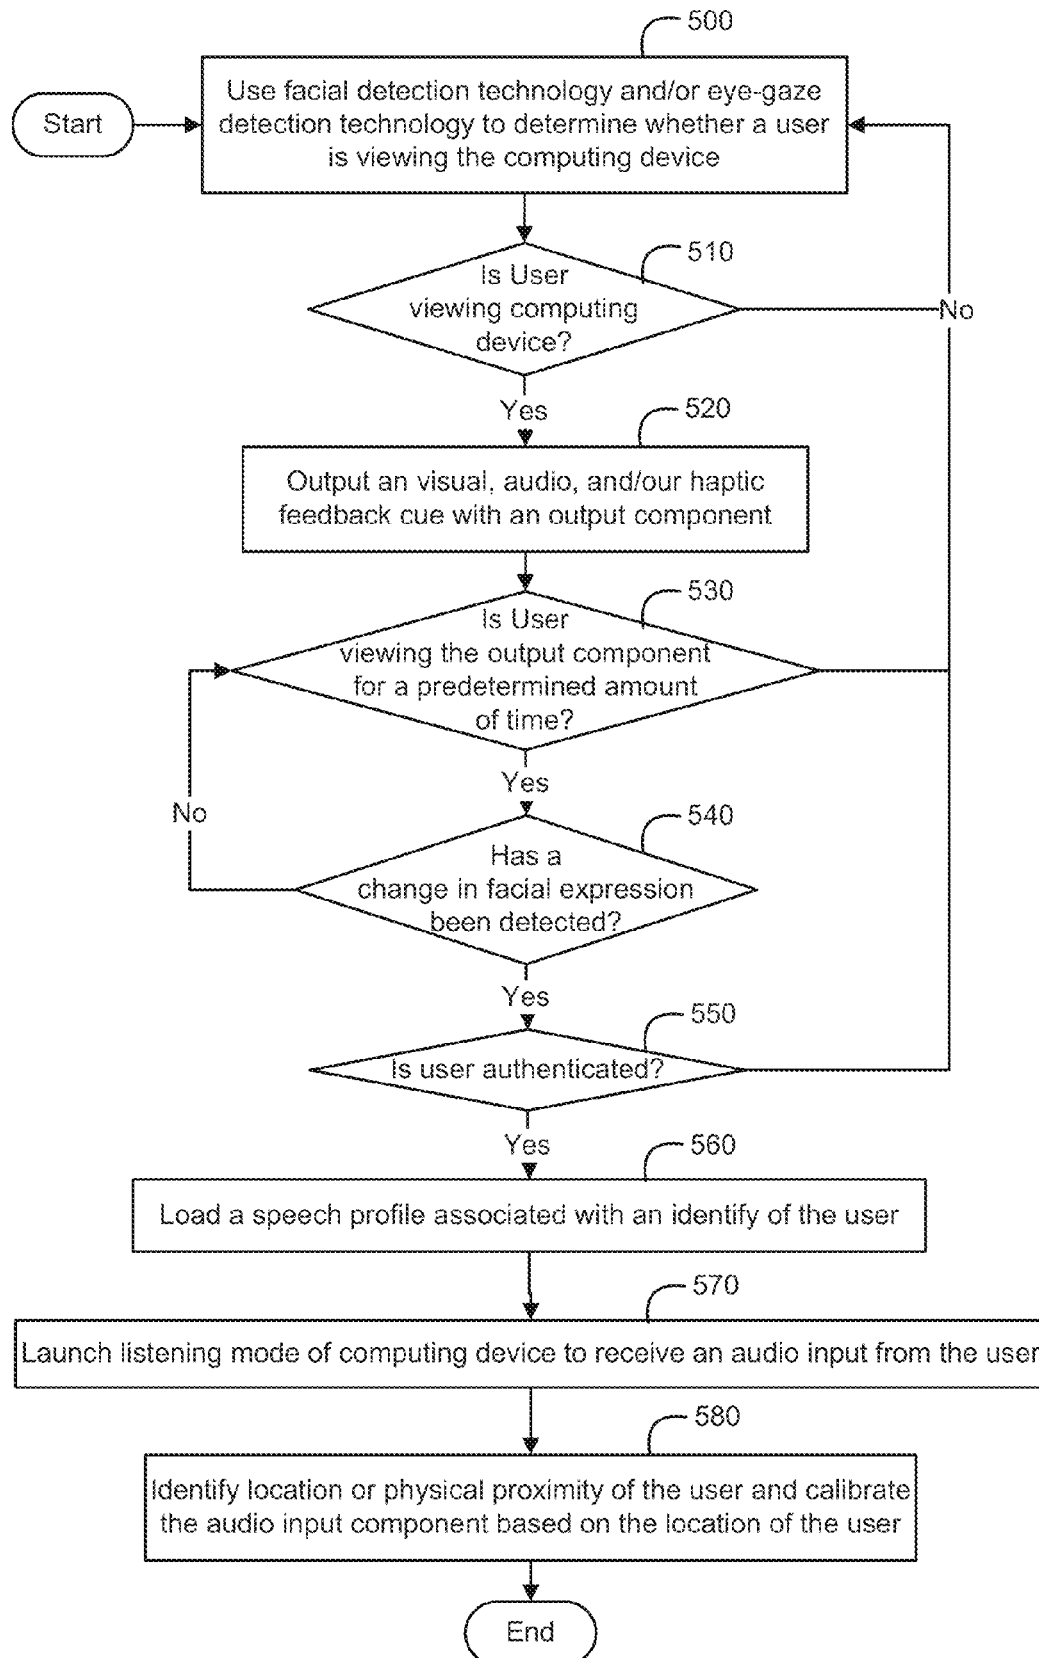 500
Start
Use facial detection technology and/or eye-gaze
detection technology to determine whether a user
is viewing the computing device
510
Is User
viewing computing
device?
No
Yes
520
Output an visual, audio, and/our haptic
feedback cue with an output component
530
Is User
viewing the output component
for a predetermined amount
of time?
Yes
No
540
Has a
change in facial expression
been detected?
Yes
550
Is user authenticated?
Yes
560
Load a speech profile associated with an identify of the user
570
Launch listening mode of computing device to receive an audio input from the user
580
Identify location or physical proximity of the user and calibrate
the audio input component based on the location of the user
End